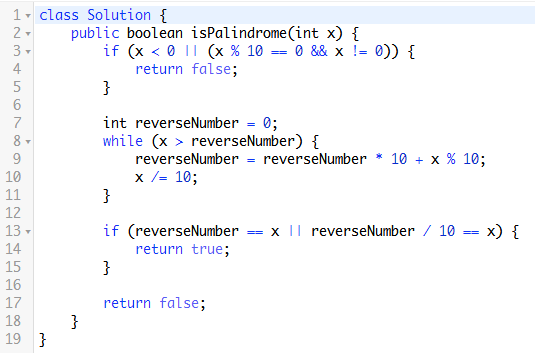 1 class Solution {
2     public boolean isPalindrome(int x) {
3         if (x < 0 || (x % 10 == 0 && x != 0)) {
4             return false;
5         }
6
7         int reverseNumber = 0;
8         while (x > reverseNumber) {
9             reverseNumber = reverseNumber * 10 + x % 10;
10             x /= 10;
11         }
12
13         if (reverseNumber == x || reverseNumber / 10 == x) {
14             return true;
15         }
16
17         return false;
18     }
19 }